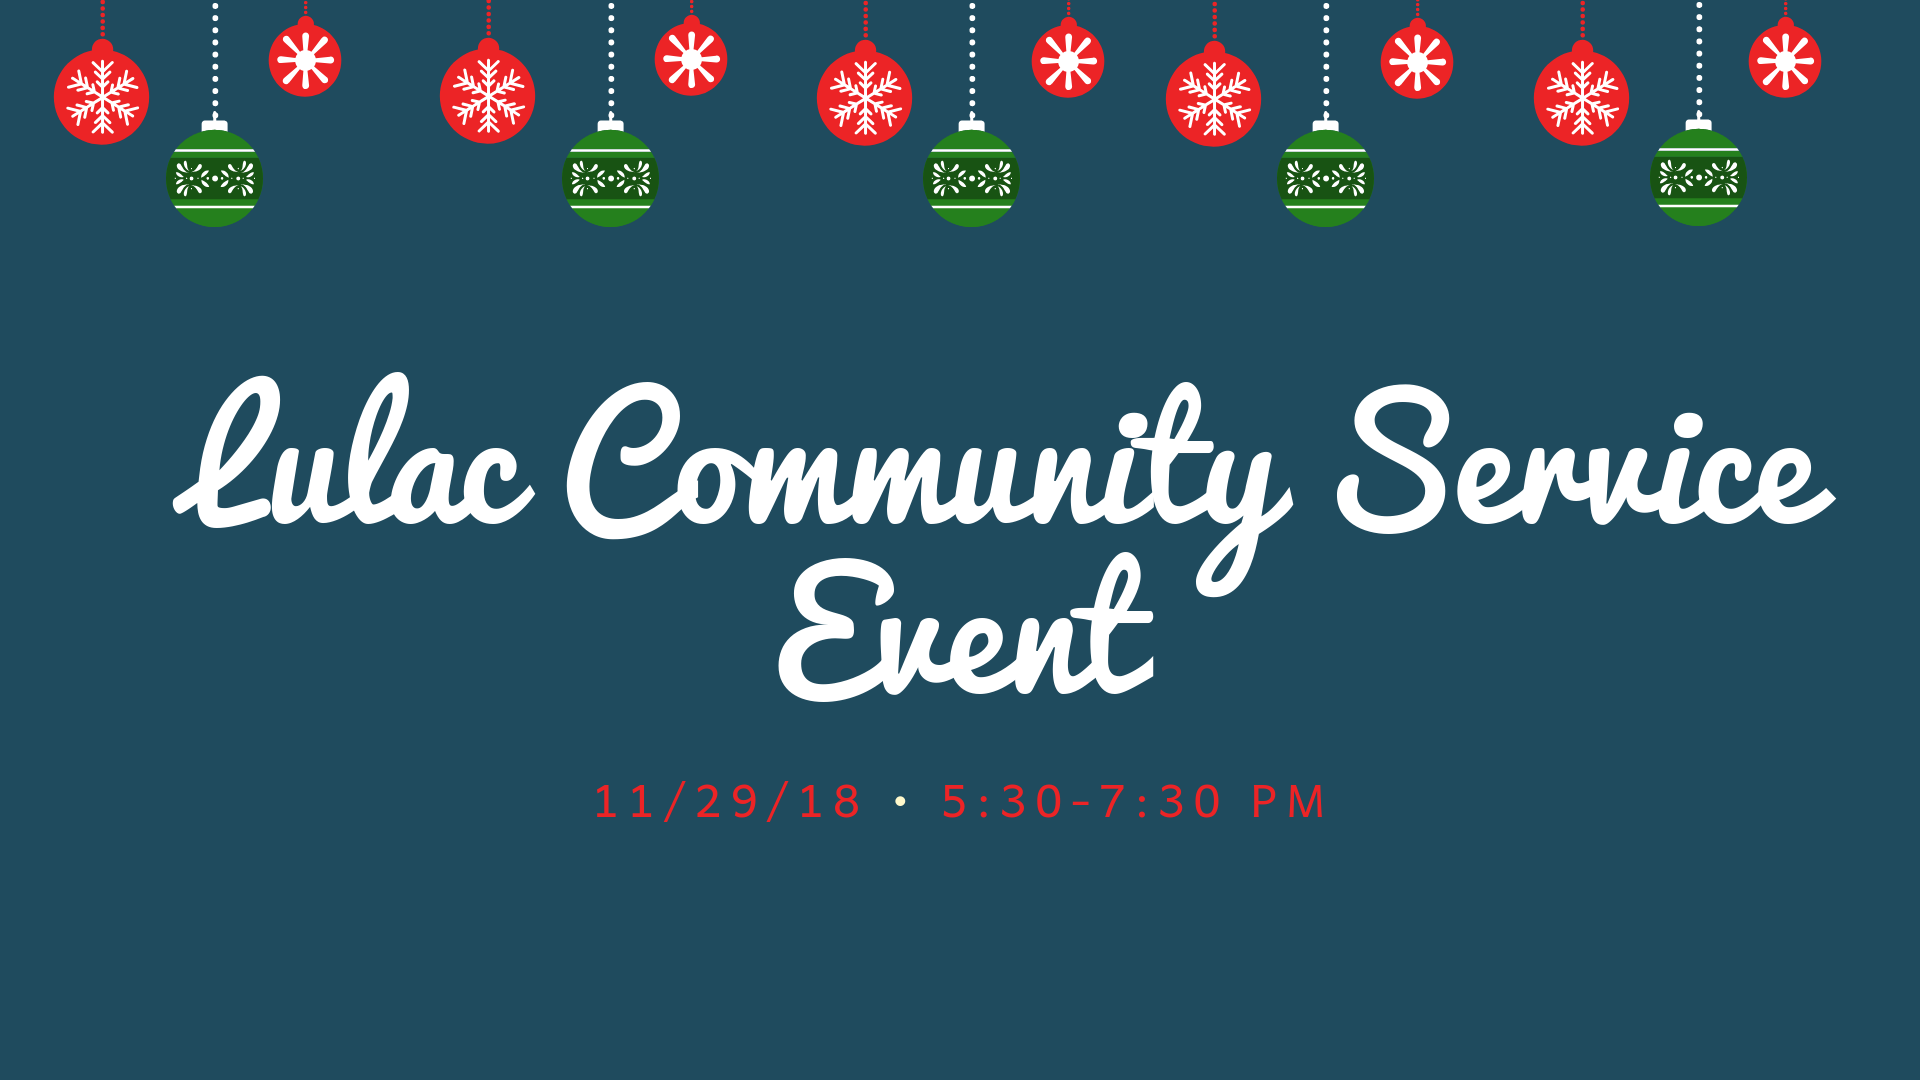 Lulac Community Service
Event
11/29/18 • 5:30-7:30 PM